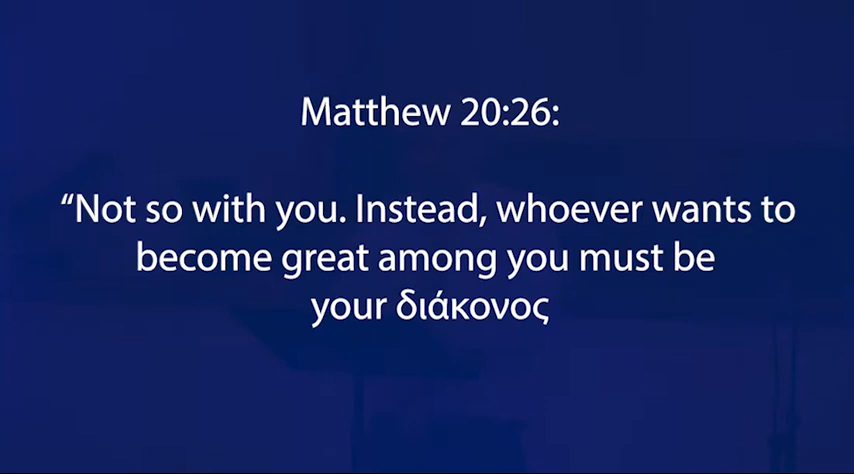 Matthew 20:26:
“Not so with you. Instead, whoever wants to
become great among you must be
your διάκονος